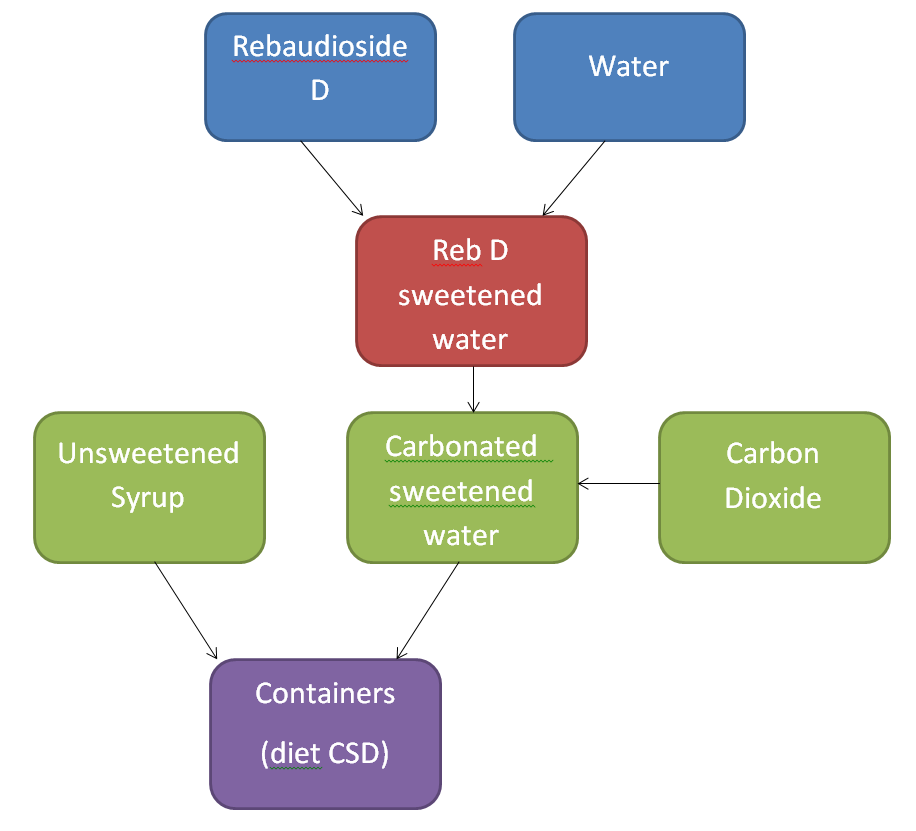 Rebaudioside
D
Water
Reb D
sweetened
water
Unsweetened
Syrup
Carbonated
sweetened
water
Carbon
Dioxide
Containers
(diet CSD)